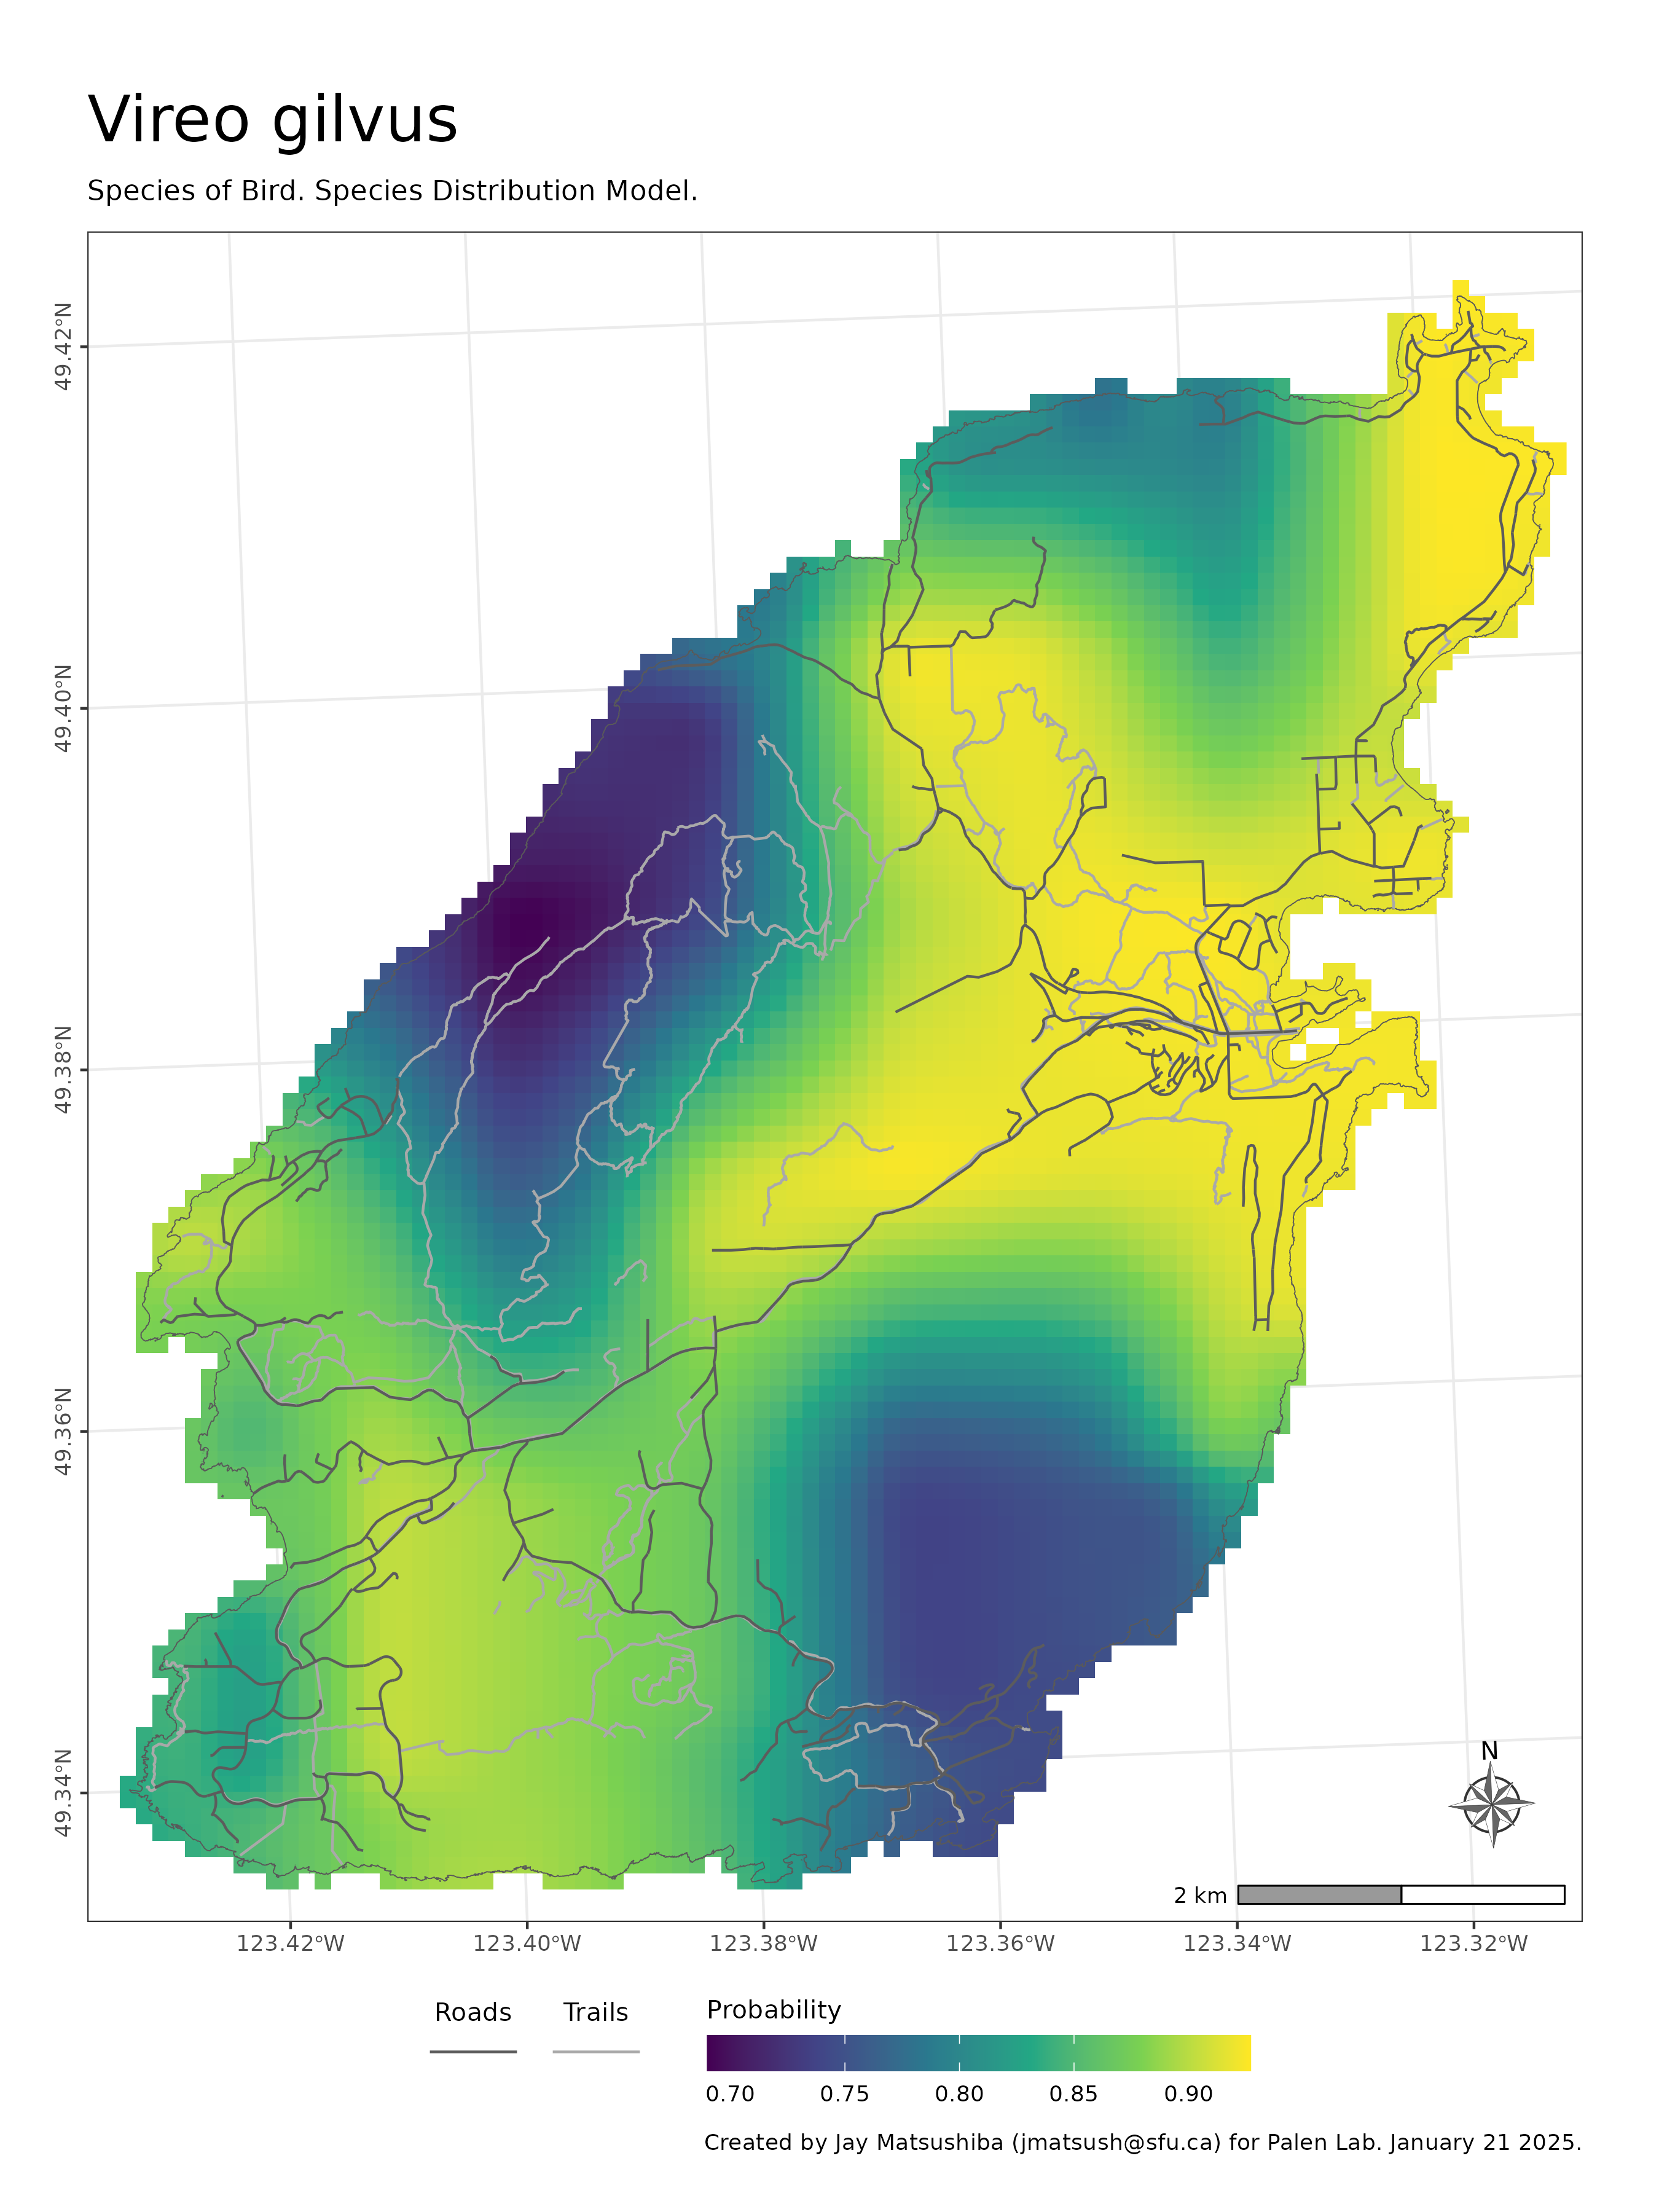 Vireo gilvus
Species of Bird. Species Distribution Model.
49.42°N
49.40°N
49.38°N
49.36°N
49.34°N
N
2 km
123.42°W 123.40°W 123.38°W 123.36°W 123.34°W 123.32°W
Roads Trails Probability
0.70 0.75 0.80 0.85 0.90
Created by Jay Matsushiba (jmatsush@sfu.ca) for Palen Lab. January 21 2025.